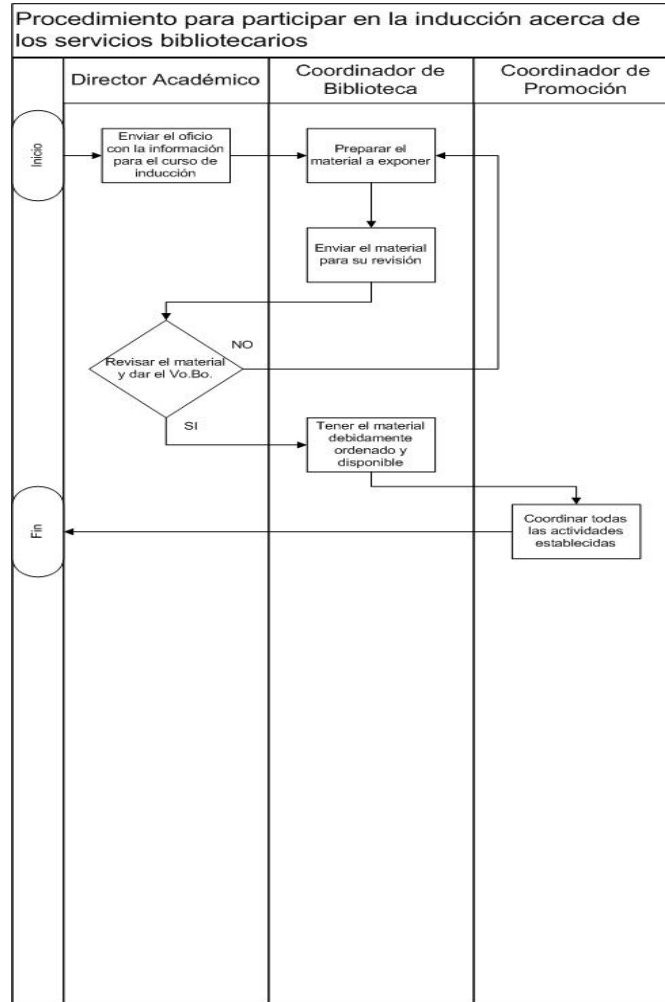 Procedimiento para participar en la inducción acerca de
los servicios bibliotecarios
Director Académico
Coordinador de
Biblioteca
Coordinador de
Promoción
Inicio
Enviar el oficio
con la información
para el curso de
inducción
Preparar el
material a exponer
Enviar el material
para su revisión
Revisar el material
y dar el Vo.Bo.
NO
SI
Tener el material
debidamente
ordenado y
disponible
Coordinar todas
las actividades
establecidas
Fin